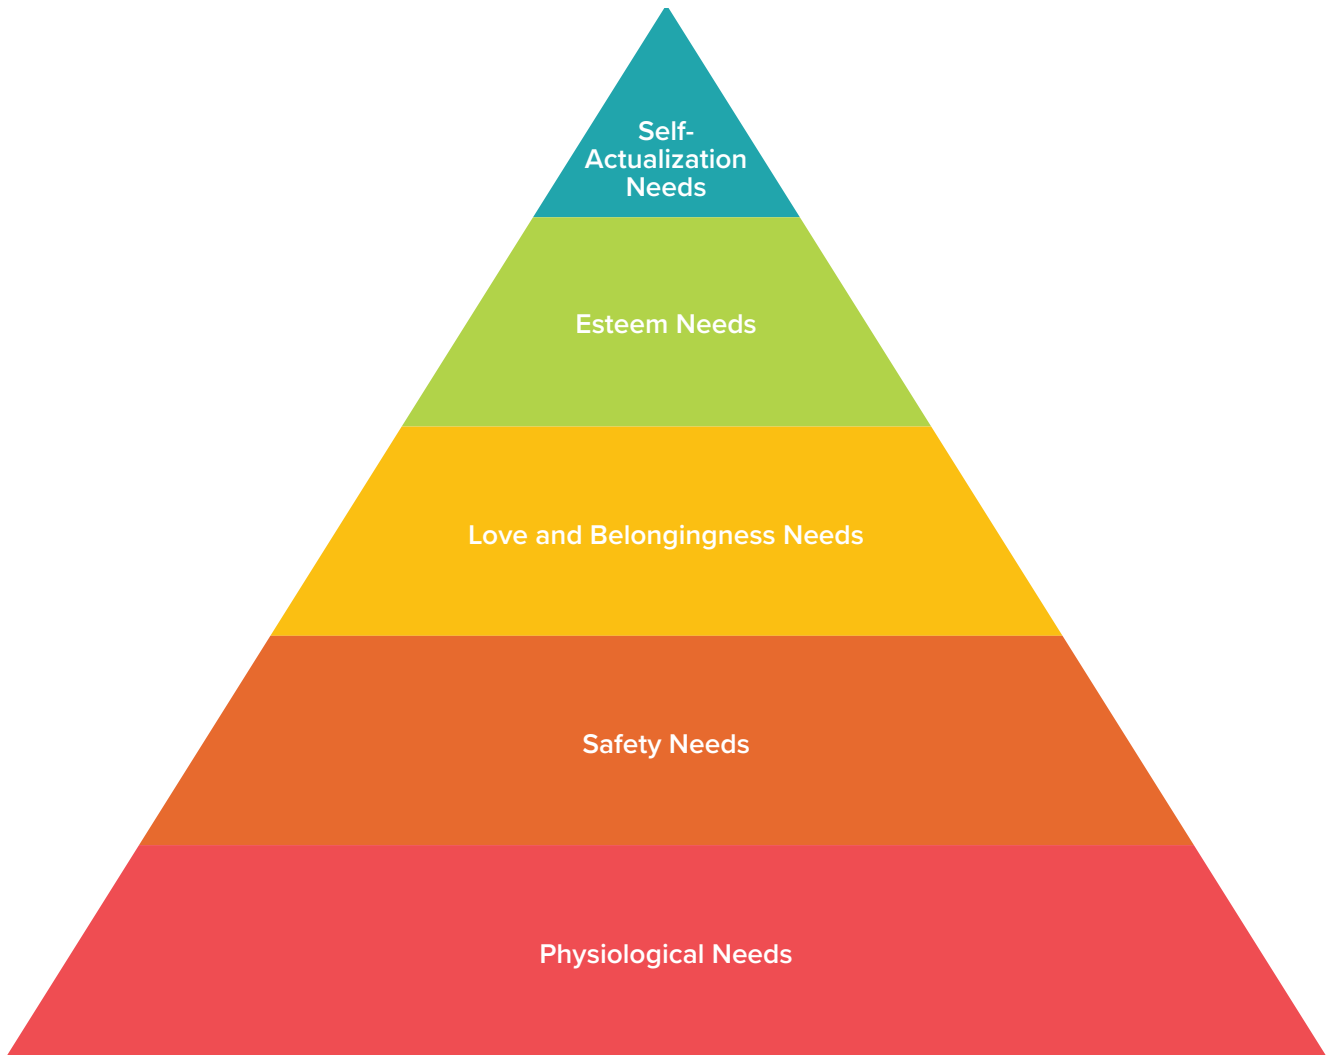 Self-
Actualization
Needs
Esteem Needs
Love and Belongingness Needs
Safety Needs
Physiological Needs